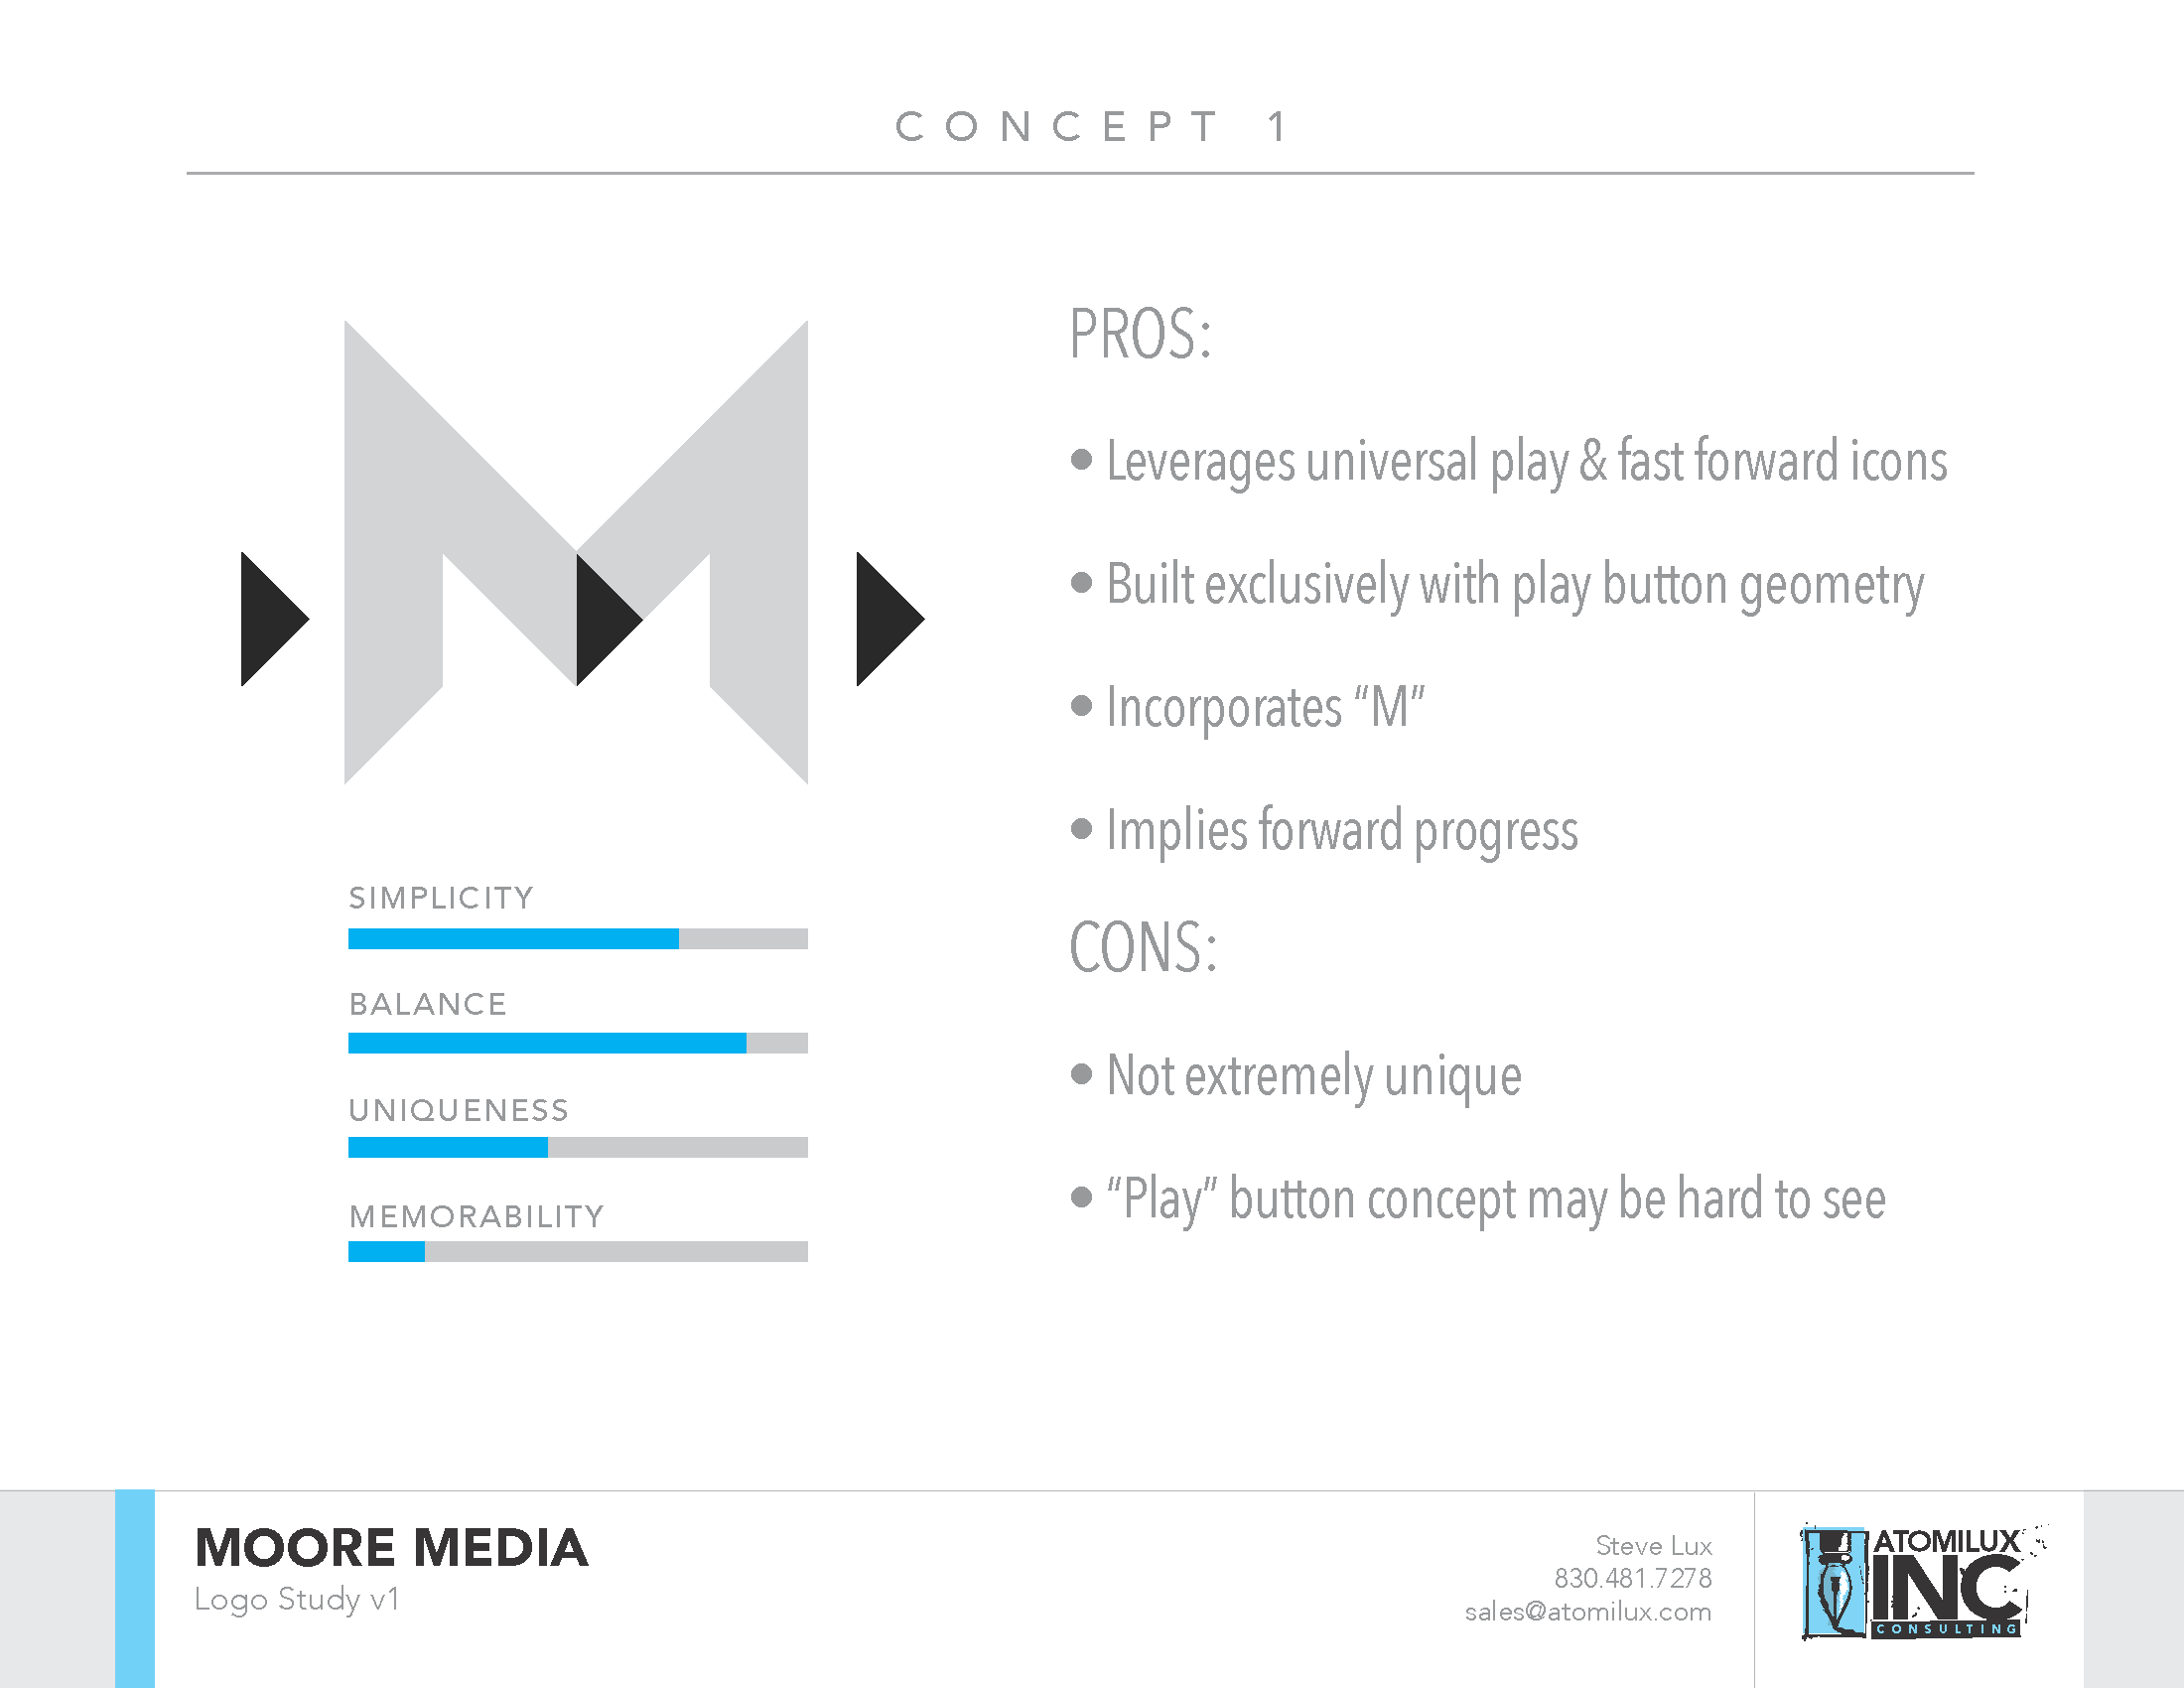 CONCEPT 1
M
PROS:
• Leverages universal play & fast forward icons
• Built exclusively with play button geometry
• Incorporates “M”
• Implies forward progress
SIMPLICITY
BALANCE
UNIQUENESS
MEMORABILITY
CONS:
• Not extremely unique
• “Play” button concept may be hard to see
MOORE MEDIA
Logo Study v1
Steve Lux
830.481.7278
sales@atomilux.com
ATOMILUX
INC
CONSULTING